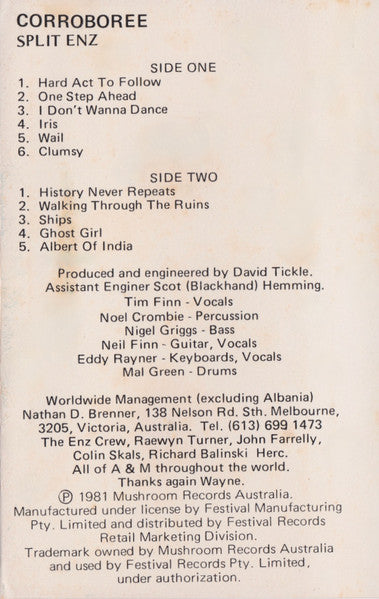 CORROBOREE
SPLIT ENZ
SIDE ONE
1. Hard Act To Follow
2. One Step Ahead
3. I Don't Wanna Dance
4. Iris
5. Wail
6. Clumsy
SIDE TWO
1. History Never Repeats
2. Walking Through The Ruins
3. Ships
4. Ghost Girl
5. Albert Of India
Produced and engineered by David Tickle.
Assistant Enginer Scot (Blackhand) Hemming.
Tim Finn - Vocals
Noel Crombie - Percussion
Nigel Griggs - Bass
Neil Finn - Guitar, Vocals
Eddy Rayner - Keyboards, Vocals
Mal Green - Drums
Worldwide Management (excluding Albania)
Nathan D. Brenner, 138 Nelson Rd. Sth. Melbourne,
3205, Victoria, Australia. Tel. (613) 699 1473
The Enz Crew, Raewyn Turner, John Farrelly,
Colin Skals, Richard Balinski Herc.
All of A & M throughout the world.
Thanks again Wayne.
Ⓟ 1981 Mushroom Records Australia.
Manufactured under license by Festival Manufacturing
Pty. Limited and distributed by Festival Records
Retail Marketing Division.
Trademark owned by Mushroom Records Australia
and used by Festival Records Pty. Limited,
under authorization.